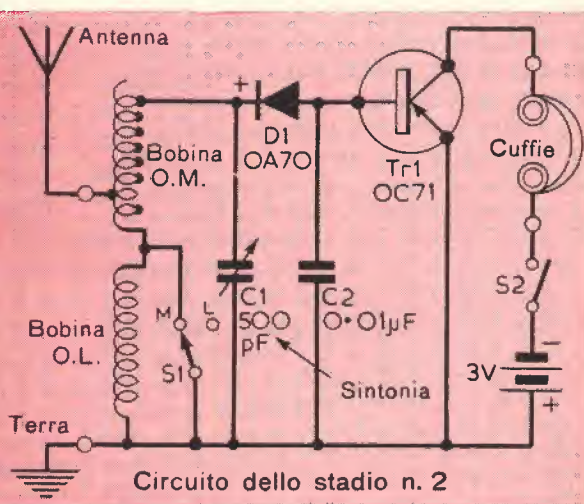 Antenna
+
D1
OA70
Tr1
OC71
Cuffie
Bobina
O.M.
Bobina
O.L.
M
L
S1
C1
500
pF
C2
0·01µF
Sintonia
S2
3V
-
+
Terra
Circuito dello stadio n. 2